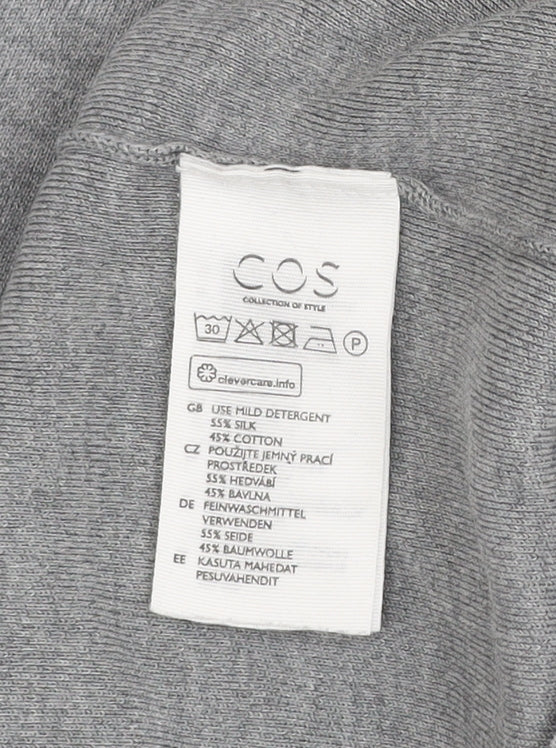 COS
COLLECTION OF STYLE
30 P
clevercare.info
GB USE MILD DETERGENT
55% SILK
45% COTTON
CZ POUŽIJTE JEMNÝ PRACÍ
PROSTŘEDEK
55% HEDVÁBÍ
45% BAVLNA
DE FEINWASCHMITTEL
VERWENDEN
55% SEIDE
45% BAUMWOLLE
EE KASUTA MAHEDAT
PESUVAHENDIT